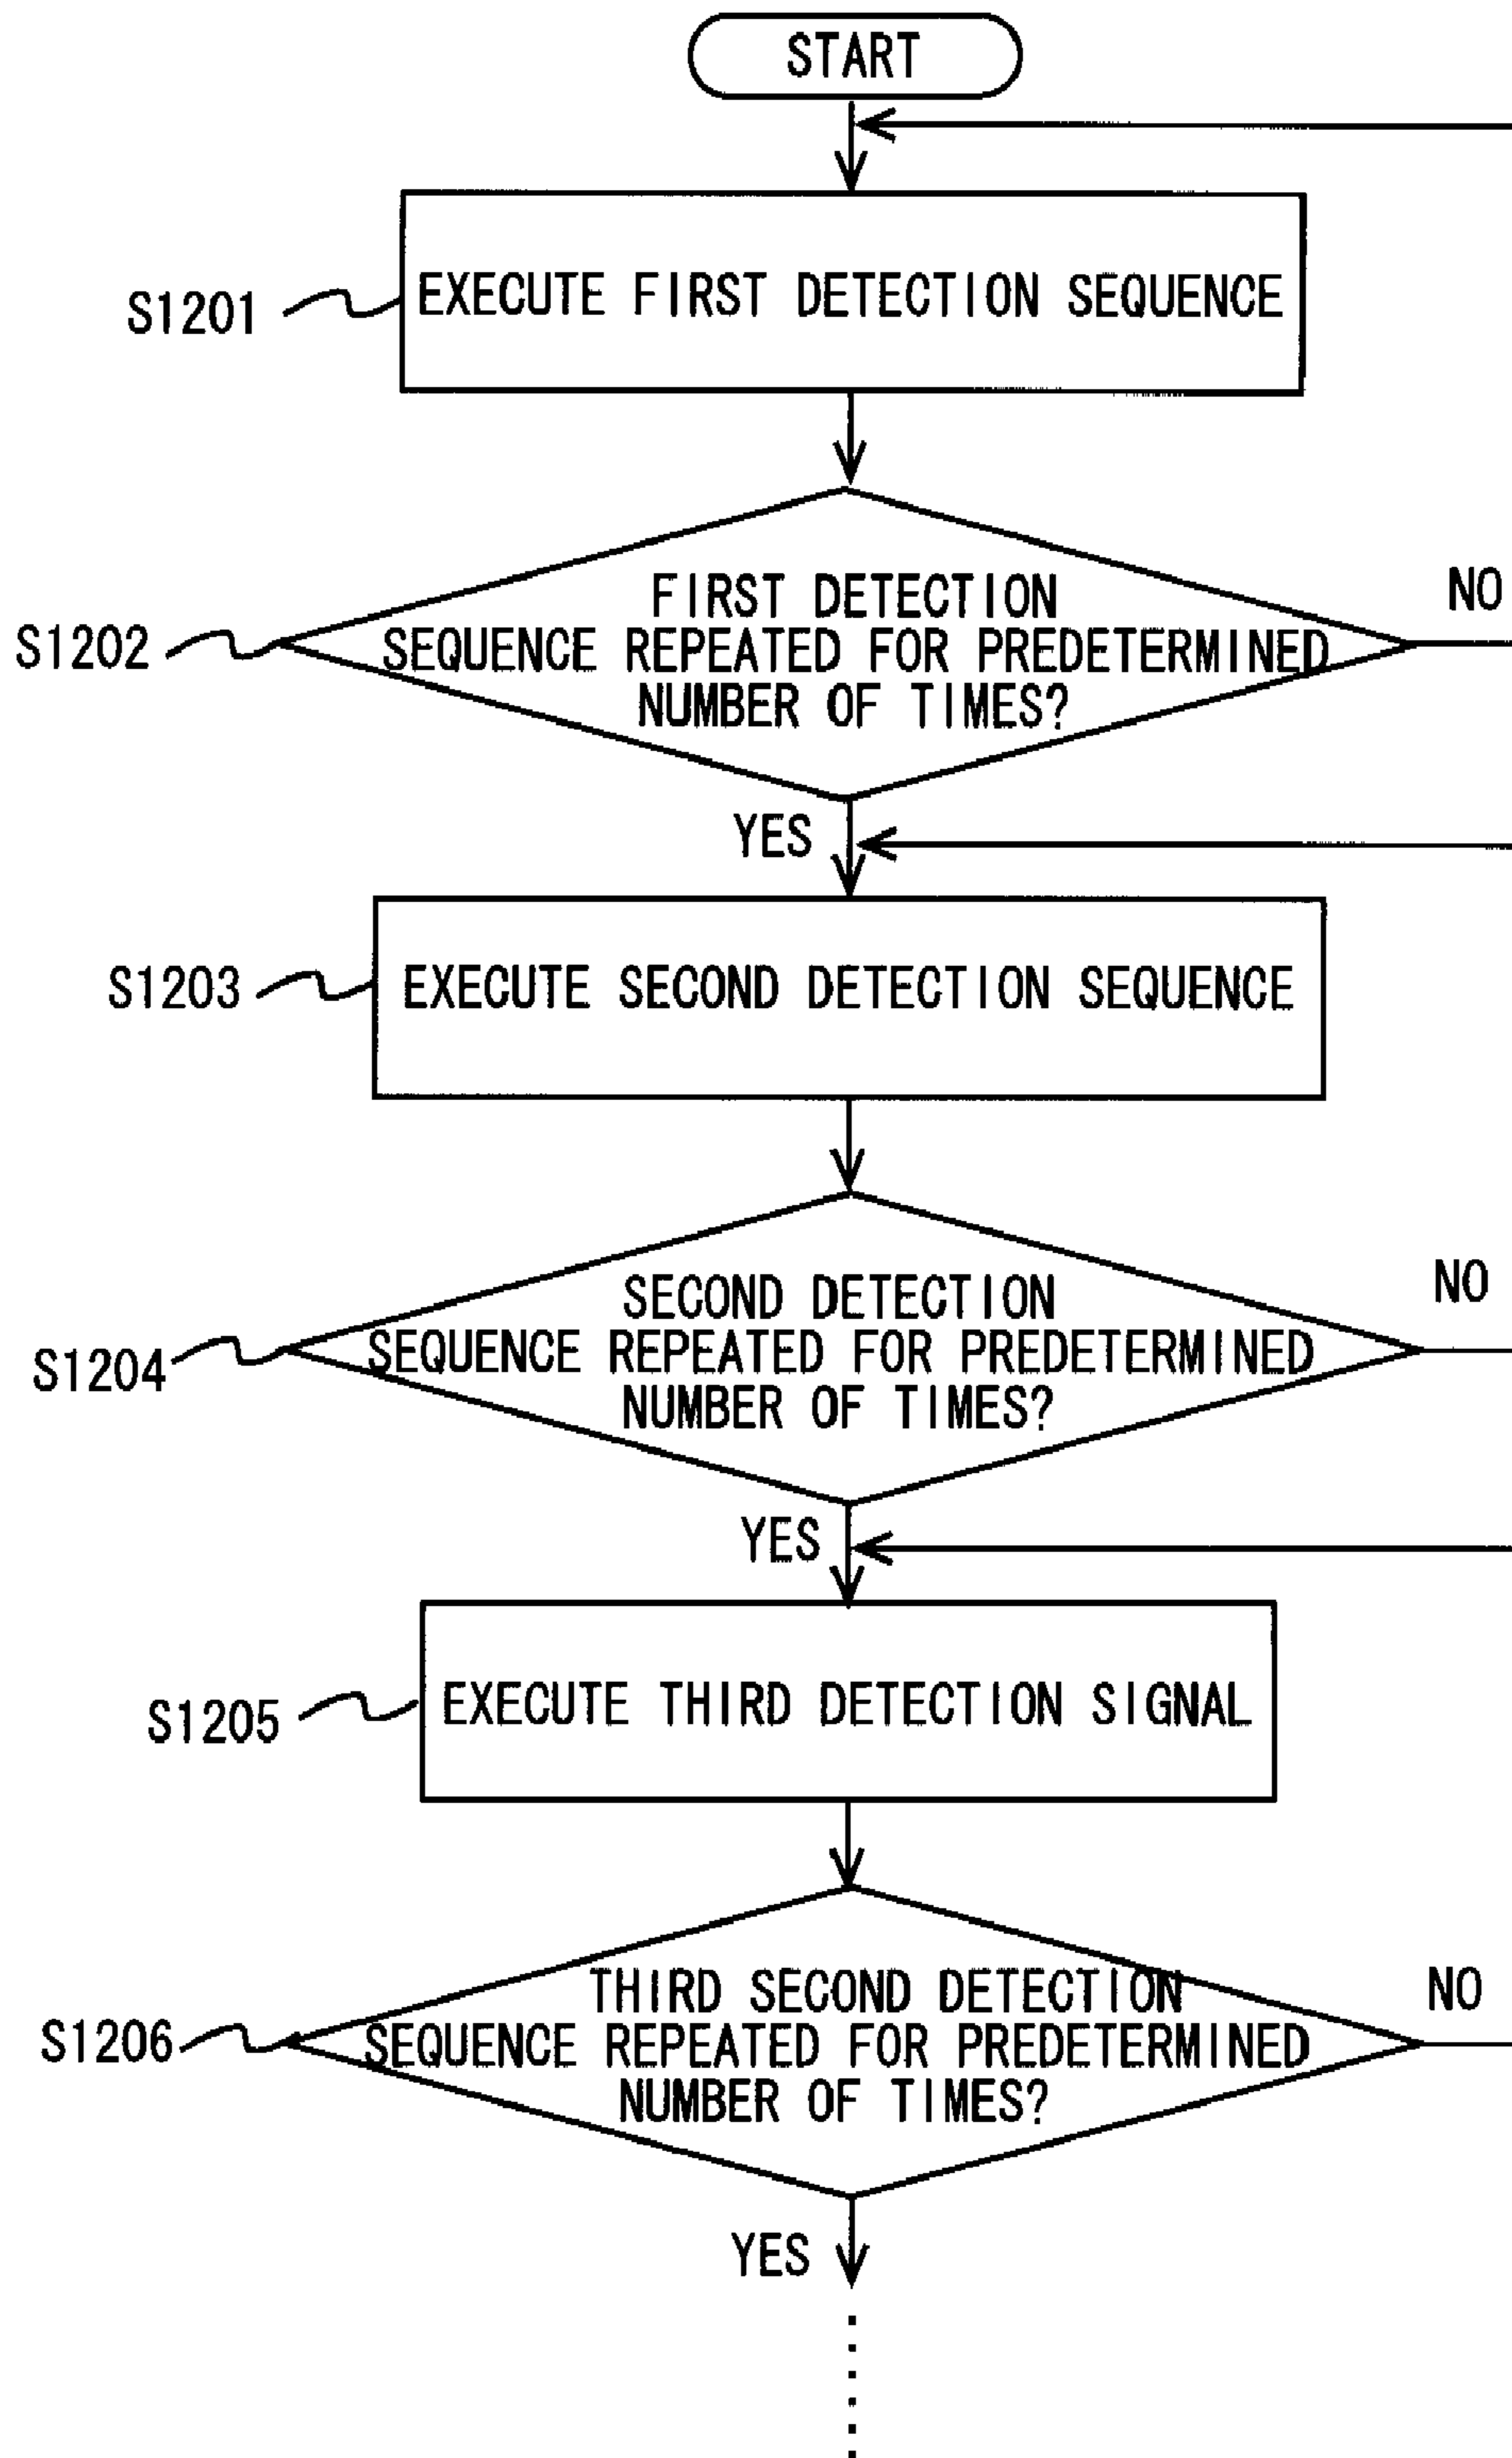 START
S1201
EXECUTE FIRST DETECTION SEQUENCE
S1202
FIRST DETECTION
SEQUENCE REPEATED FOR PREDETERMINED
NUMBER OF TIMES?
NO
YES
S1203
EXECUTE SECOND DETECTION SEQUENCE
S1204
SECOND DETECTION
SEQUENCE REPEATED FOR PREDETERMINED
NUMBER OF TIMES?
NO
YES
S1205
EXECUTE THIRD DETECTION SIGNAL
S1206
THIRD SECOND DETECTION
SEQUENCE REPEATED FOR PREDETERMINED
NUMBER OF TIMES?
NO
YES